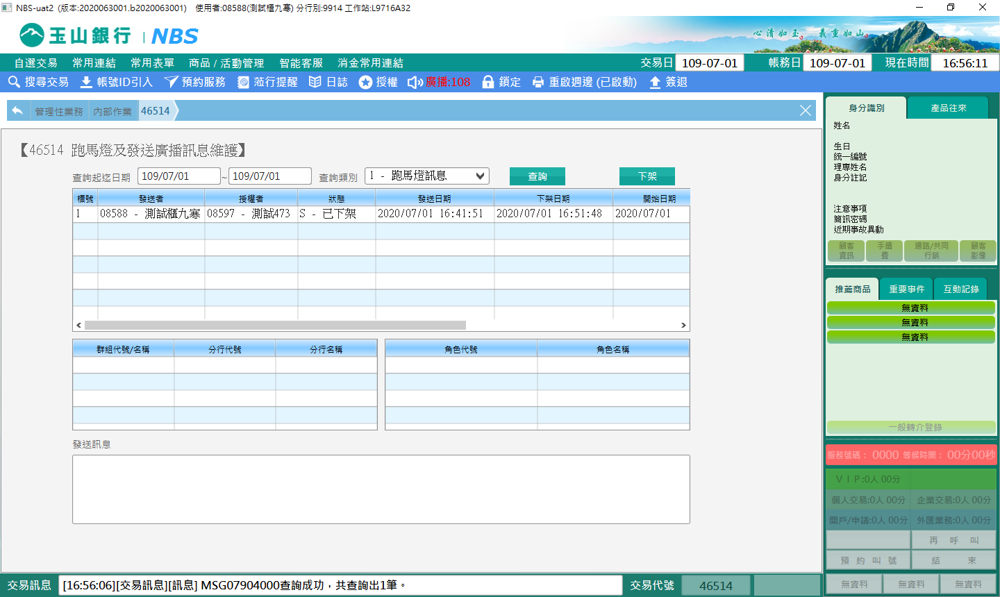 NBS-uat2 (版本:2020063001.b2020063001) 使用者:08588(測試櫃九寒) 分行別:9914 工作站:L9716A32
玉山銀行 | NBS
心清如玉。義重如山。
自選交易 常用連結 常用表單 商品 / 活動管理 智能客服 消金常用連結 交易日 109-07-01 帳務日 109-07-01 現在時間 16:56:11
搜尋交易 帳號ID引入 預約服務 蒞行提醒 日誌 授權 廣播:108 鎖定 重啟週邊 (已啟動) 簽退
管理性業務 內部作業 46514
【46514 跑馬燈及發送廣播訊息維護】
查詢起迄日期 109/07/01 ~ 109/07/01 查詢類別 1 - 跑馬燈訊息 查詢 下架
標號 發送者 授權者 狀態 發送日期 下架日期 開始日期
1 08588 - 測試櫃九寒 08597 - 測試473 S - 已下架 2020/07/01 16:41:51 2020/07/01 16:51:48 2020/07/01
群組代號/名稱 分行代號 分行名稱 角色代號 角色名稱
發送訊息
身分識別 產品往來
姓名
生日
統一編號
理專姓名
身分註記
注意事項
簡訊密碼
近期事故異動
顧客資訊 手續費 通路/共同行銷 顧客影像
推薦商品 重要事件 互動記錄
無資料
無資料
無資料
一般轉介登錄
服務號碼： 0000 等候時間： 00分00秒
ＶＩＰ:0人 00分
個人交易:0人 00分 企業交易:0人 00分
開戶/申請:0人 00分 外匯業務:0人 00分
再 呼 叫
預 約 叫 號 結 束
無資料 無資料 無資料
交易訊息 [16:56:06][交易訊息][訊息] MSG07904000查詢成功，共查詢出1筆。 交易代號 46514